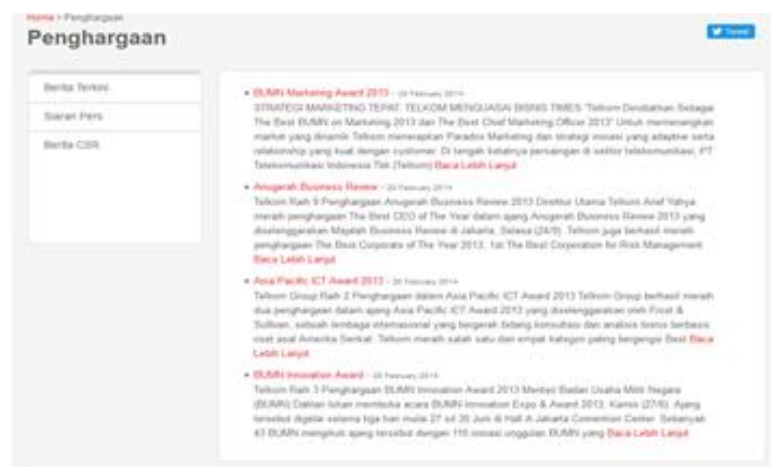 Home > Penghargaan
Penghargaan
Tweet
Berita Terkini
Siaran Pers
Berita CSR
BUMN Marketing Award 2013 - 20 February 2014
STRATEGI MARKETING TEPAT, TELKOM MENGUASAI BISNIS TIMES "Telkom Dinobatkan Sebagai
The Best BUMN on Marketing 2013 dan The Best Chief Marketing Officer 2013" Untuk memenangkan
market yang dinamik Telkom menerapkan Paradox Marketing dan strategi inovasi yang adaptive serta
relationship yang kuat dengan customer. Di tengah ketatnya persaingan di sektor telekomunikasi, PT
Telekomunikasi Indonesia Tbk (Telkom) Baca Lebih Lanjut
Anugerah Business Review - 20 February 2014
Telkom Raih 9 Penghargaan Anugerah Business Review 2013 Direktur Utama Telkom Arief Yahya
meraih penghargaan The Best CEO of The Year dalam ajang Anugerah Business Review 2013 yang
diselenggarakan Majalah Business Review di Jakarta, Selasa (24/9). Telkom juga berhasil meraih
penghargaan The Best Corporate of The Year 2013, 1st The Best Corporation for Risk Management
Baca Lebih Lanjut
Asia Pacific ICT Award 2013 - 20 February 2014
Telkom Group Raih 2 Penghargaan dalam Asia Pacific ICT Award 2013 Telkom Group berhasil meraih
dua penghargaan dalam ajang Asia Pacific ICT Award 2013 yang diselenggarakan oleh Frost &
Sullivan, sebuah lembaga internasional yang bergerak bidang konsultasi dan analisis bisnis berbasis
riset asal Amerika Serikat. Telkom meraih salah satu dari empat kategori paling bergengsi Best Baca
Lebih Lanjut
BUMN Innovation Award - 20 February 2014
Telkom Raih 3 Penghargaan BUMN Innovation Award 2013 Menteri Badan Usaha Milik Negara
(BUMN) Dahlan Iskan membuka acara BUMN Innovation Expo & Award 2013, Kamis (27/6). Ajang
tersebut digelar selama tiga hari mulai 27 s/d 29 Juni di Hall A Jakarta Convention Center. Sebanyak
43 BUMN mengikuti ajang tersebut dengan 110 inovasi unggulan BUMN yang Baca Lebih Lanjut